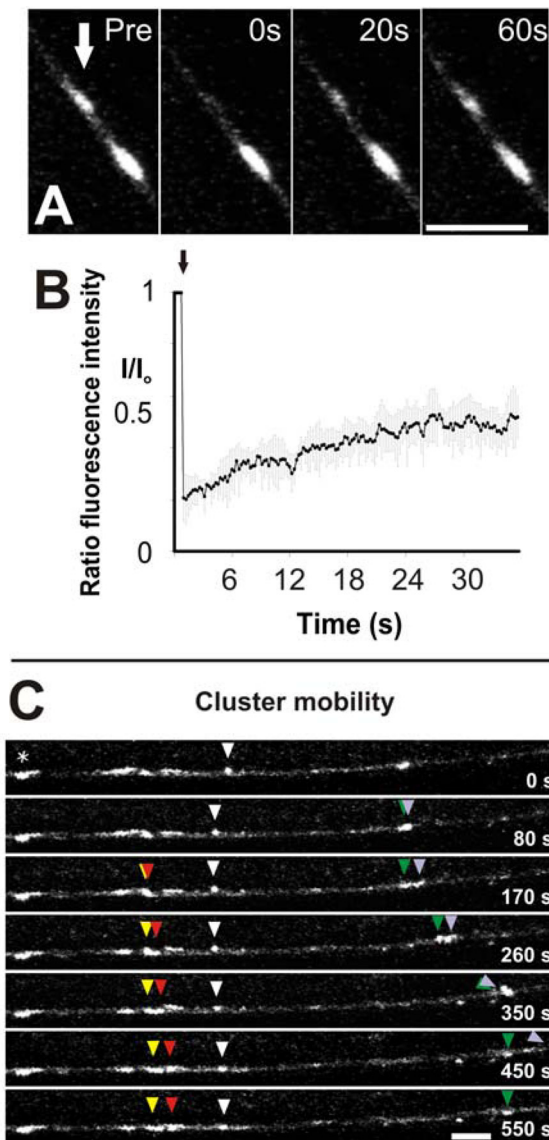 Pre 0s 20s 60s
A
B
Ratio fluorescence intensity
I/I₀
1
0.5
0
6 12 18 24 30
Time (s)
C Cluster mobility
*
0 s
80 s
170 s
260 s
350 s
450 s
550 s